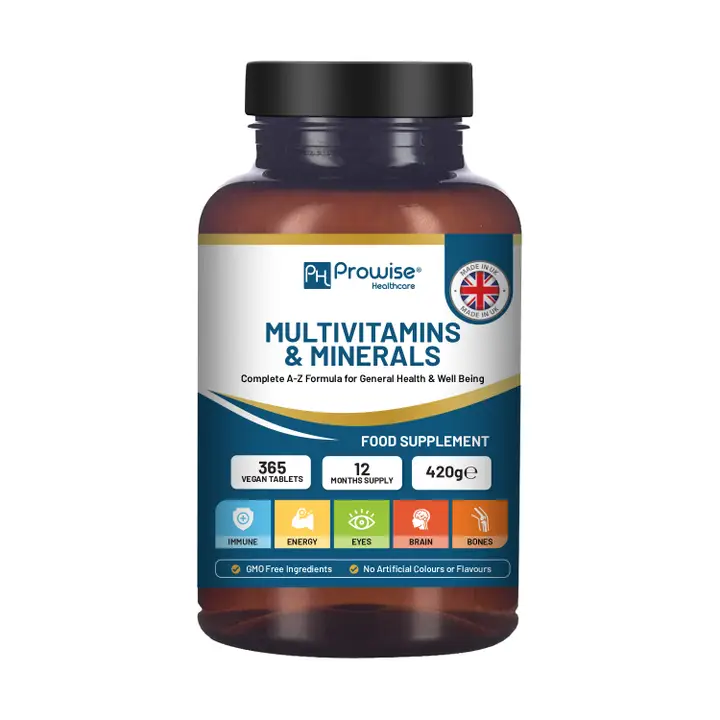 PH Prowise®
Healthcare
MADE IN UK
MADE IN UK
MULTIVITAMINS
& MINERALS
Complete A-Z Formula for General Health & Well Being
FOOD SUPPLEMENT
365
VEGAN TABLETS
12
MONTHS SUPPLY
420g℮
IMMUNE
ENERGY
EYES
BRAIN
BONES
GMO Free Ingredients
No Artificial Colours or Flavours